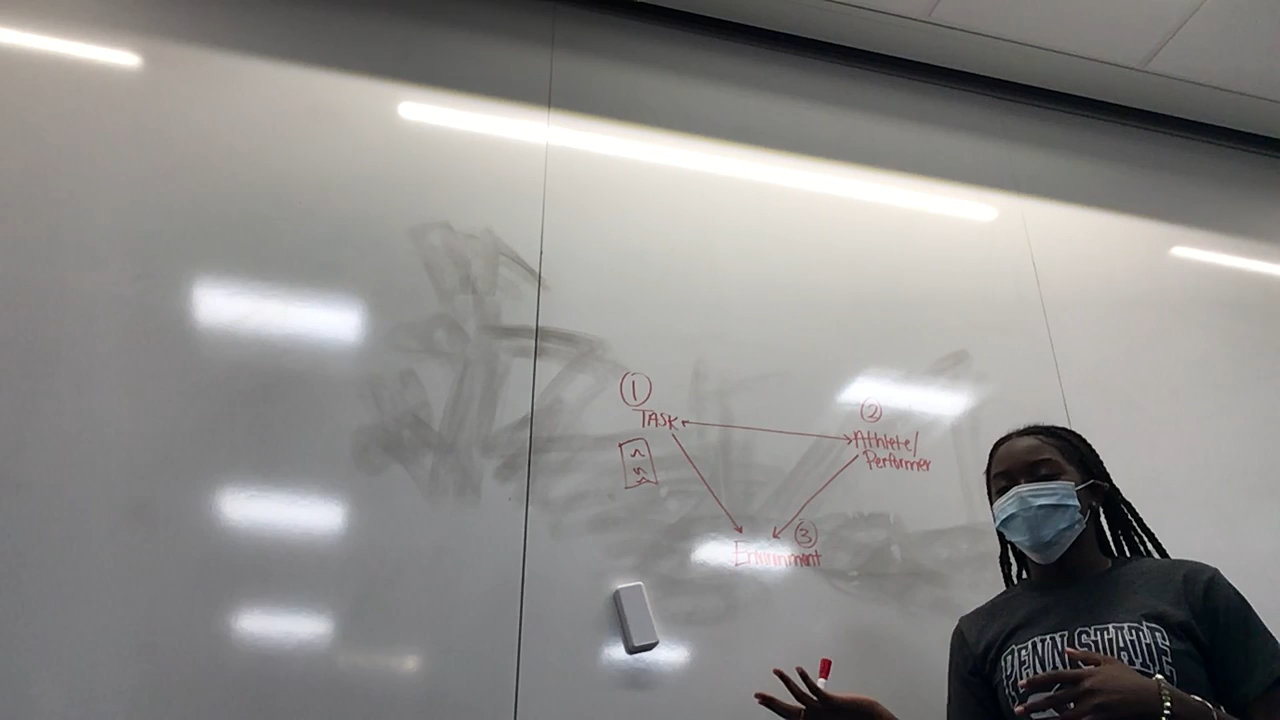 1
TASK
2
Athlete/
Performer
3
Environment
PENN STATE